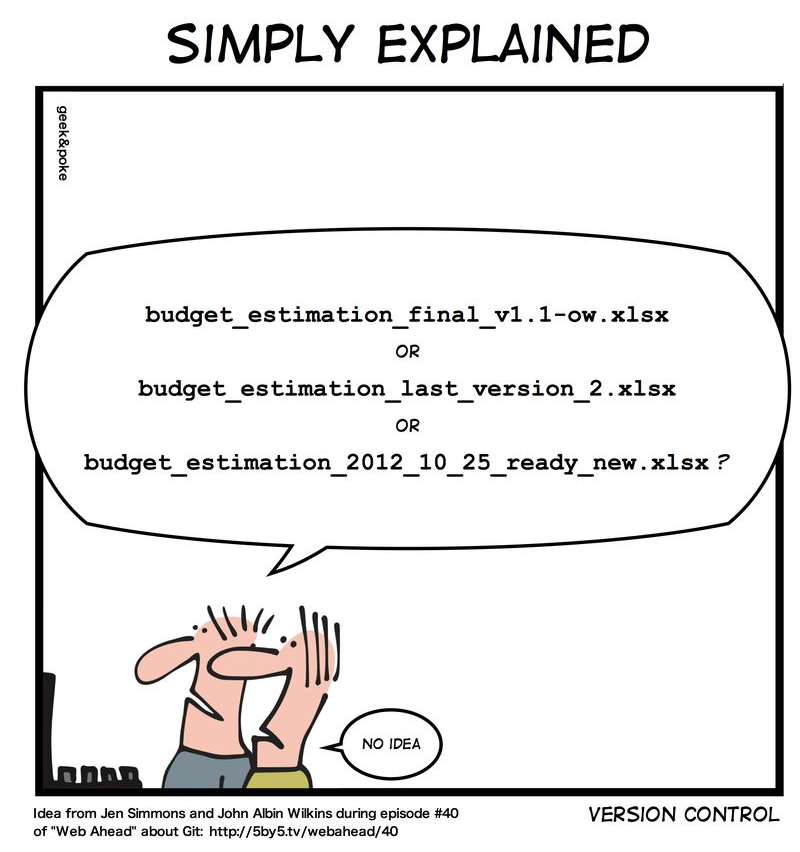 SIMPLY EXPLAINED
geek&poke
budget_estimation_final_v1.1-ow.xlsx
OR
budget_estimation_last_version_2.xlsx
OR
budget_estimation_2012_10_25_ready_new.xlsx ?
NO IDEA
Idea from Jen Simmons and John Albin Wilkins during episode #40
of "Web Ahead" about Git: http://5by5.tv/webahead/40
VERSION CONTROL